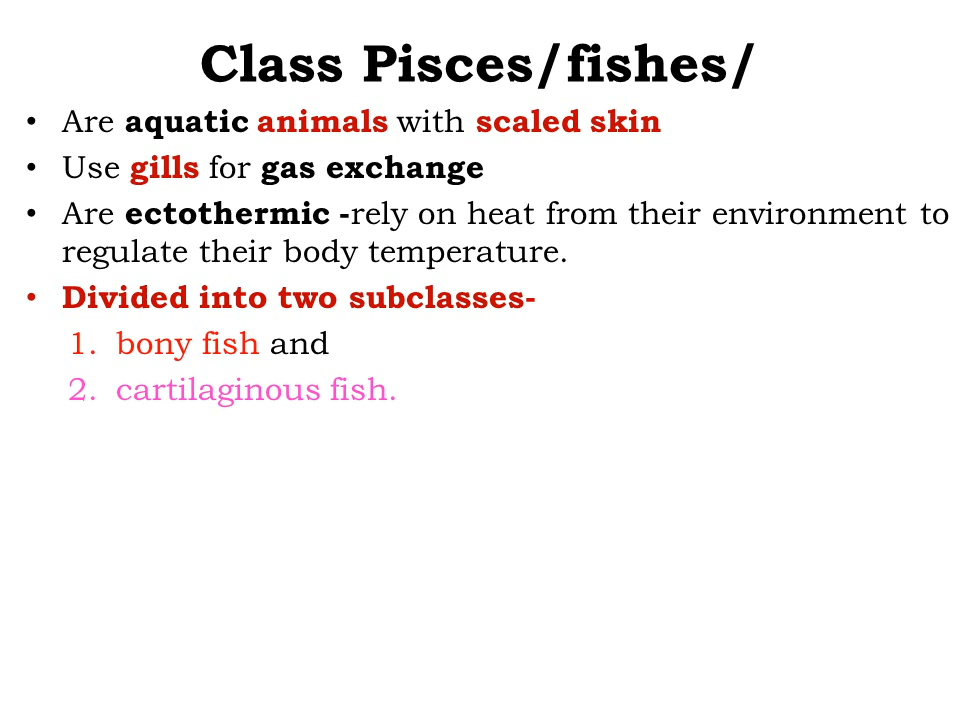 Class Pisces/fishes/
• Are aquatic animals with scaled skin
• Use gills for gas exchange
• Are ectothermic -rely on heat from their environment to
regulate their body temperature.
• Divided into two subclasses-
1. bony fish and
2. cartilaginous fish.